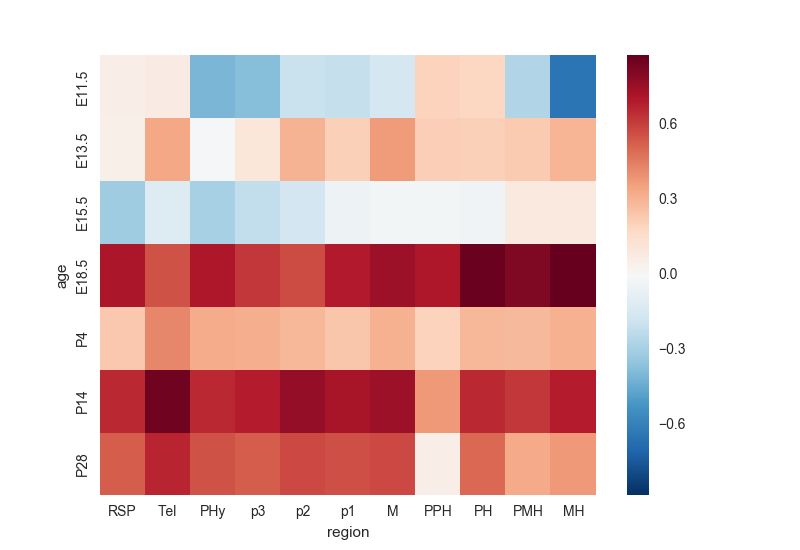 age
E11.5
E13.5
E15.5
E18.5
P4
P14
P28
RSP Tel PHy p3 p2 p1 M PPH PH PMH MH
region
0.6
0.3
0.0
−0.3
−0.6